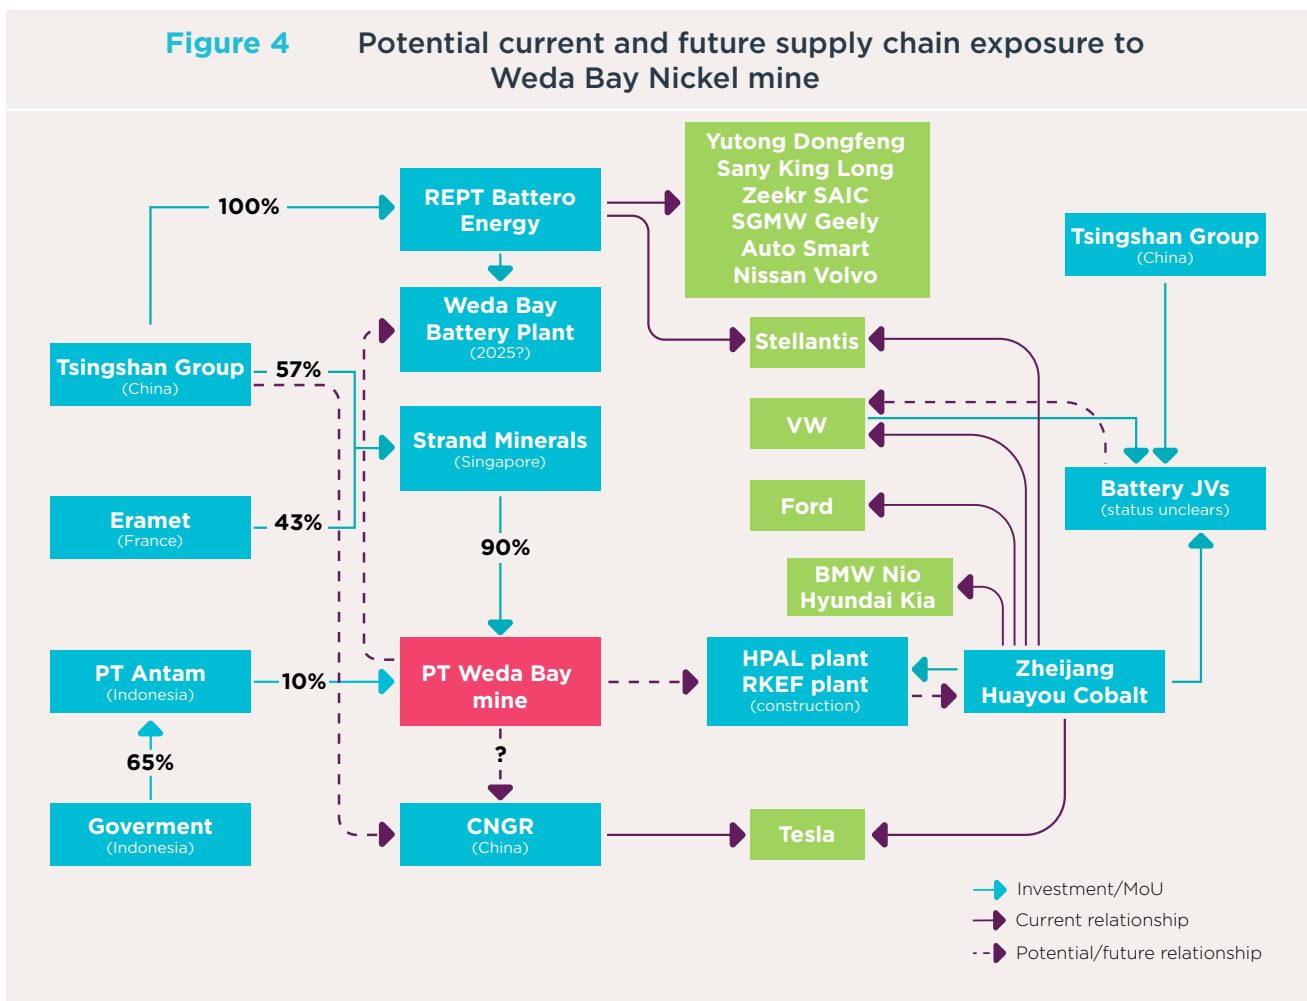 Figure 4 Potential current and future supply chain exposure to
Weda Bay Nickel mine
100%
REPT Battero
Energy
Yutong Dongfeng
Sany King Long
Zeekr SAIC
SGMW Geely
Auto Smart
Nissan Volvo
Tsingshan Group
(China)
Weda Bay
Battery Plant
(2025?)
Stellantis
Tsingshan Group
(China)
57%
Strand Minerals
(Singapore)
VW
Battery JVs
(status unclears)
Eramet
(France)
43%
Ford
90%
BMW Nio
Hyundai Kia
PT Antam
(Indonesia)
10%
PT Weda Bay
mine
HPAL plant
RKEF plant
(construction)
Zheijang
Huayou Cobalt
65%
?
Goverment
(Indonesia)
CNGR
(China)
Tesla
Investment/MoU
Current relationship
Potential/future relationship